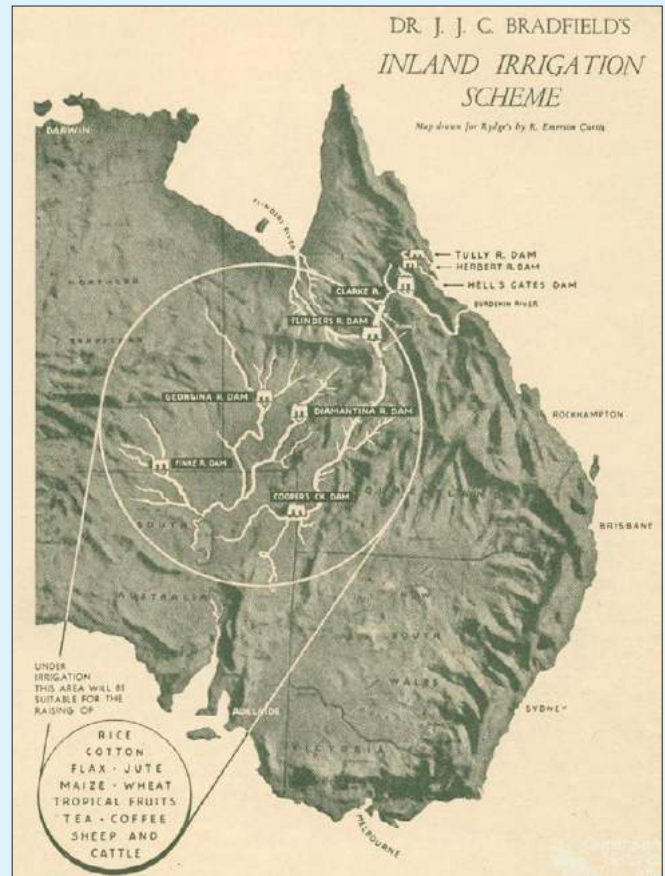 DR. J. J. C. BRADFIELD'S
INLAND IRRIGATION
SCHEME
Map drawn for Rydge's by K. Emerson Curtis
DARWIN
FLINDERS RIVER
TULLY R. DAM
HERBERT R. DAM
HELL'S GATES DAM
CLARKE R.
BURDEKIN RIVER
FLINDERS R. DAM
NORTHERN
GEORGINA R. DAM
DIAMANTINA R. DAM
ROCKHAMPTON
FINKE R. DAM
COOPERS CK. DAM
SOUTH
BRISBANE
AUSTRALIA
NEW
SOUTH
WALES
UNDER
IRRIGATION
THIS AREA WILL BE
SUITABLE FOR THE
RAISING OF
ADELAIDE
SYDNEY
VICTORIA
MELBOURNE
RICE
COTTON
FLAX · JUTE
MAIZE · WHEAT
TROPICAL FRUITS
TEA · COFFEE
SHEEP AND
CATTLE